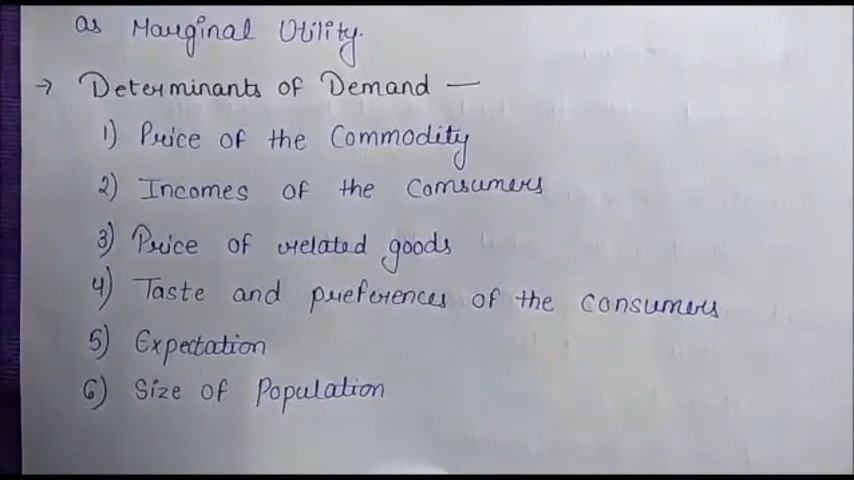 as Marginal Utility.
→ Determinants of Demand —
1) Price of the Commodity
2) Incomes of the Consumers
3) Price of related goods
4) Taste and preferences of the Consumers
5) Expectation
6) Size of Population